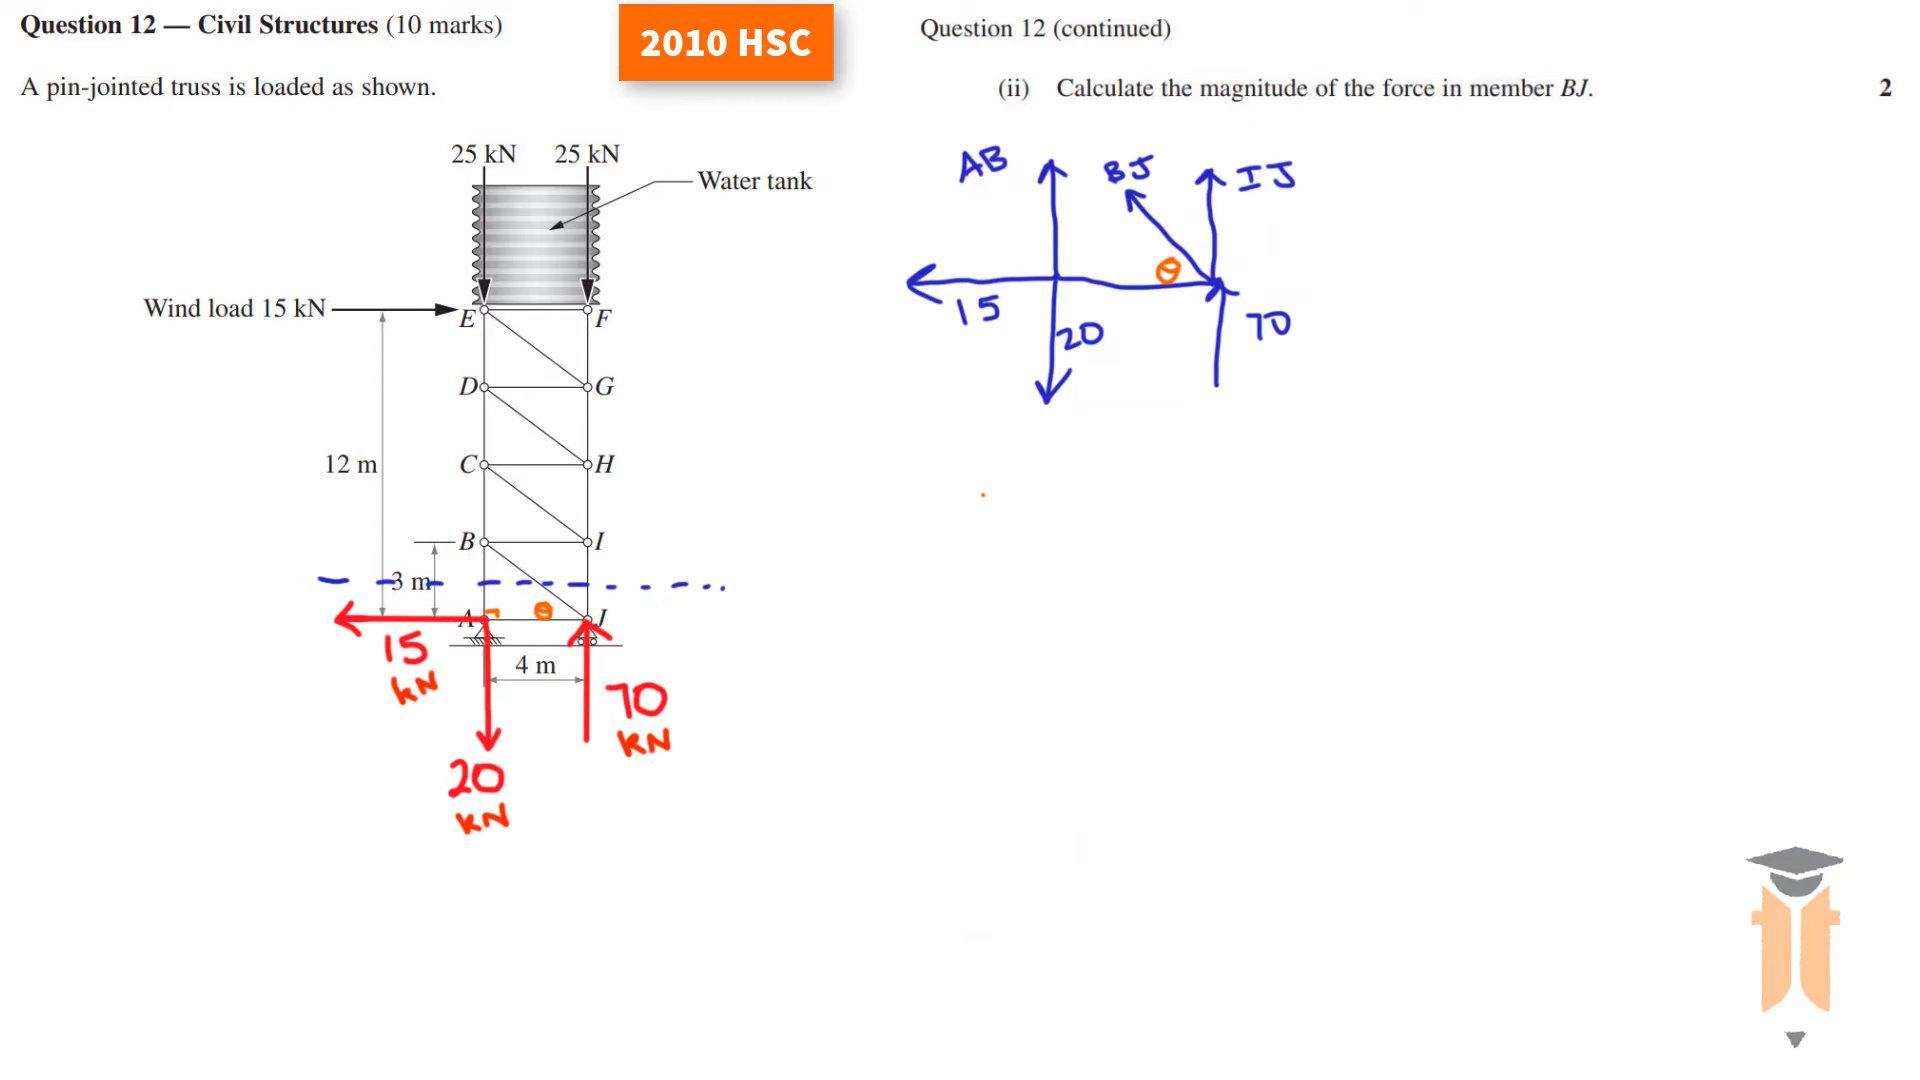 Question 12 — Civil Structures (10 marks)
2010 HSC
A pin-jointed truss is loaded as shown.
25 kN 25 kN
Water tank
Wind load 15 kN
E F
D G
C H
12 m
B I
3 m
A θ J
15 kN
4 m
70 kN
20 kN
Question 12 (continued)
(ii) Calculate the magnitude of the force in member BJ. 2
AB BJ IJ
θ
15
20
70